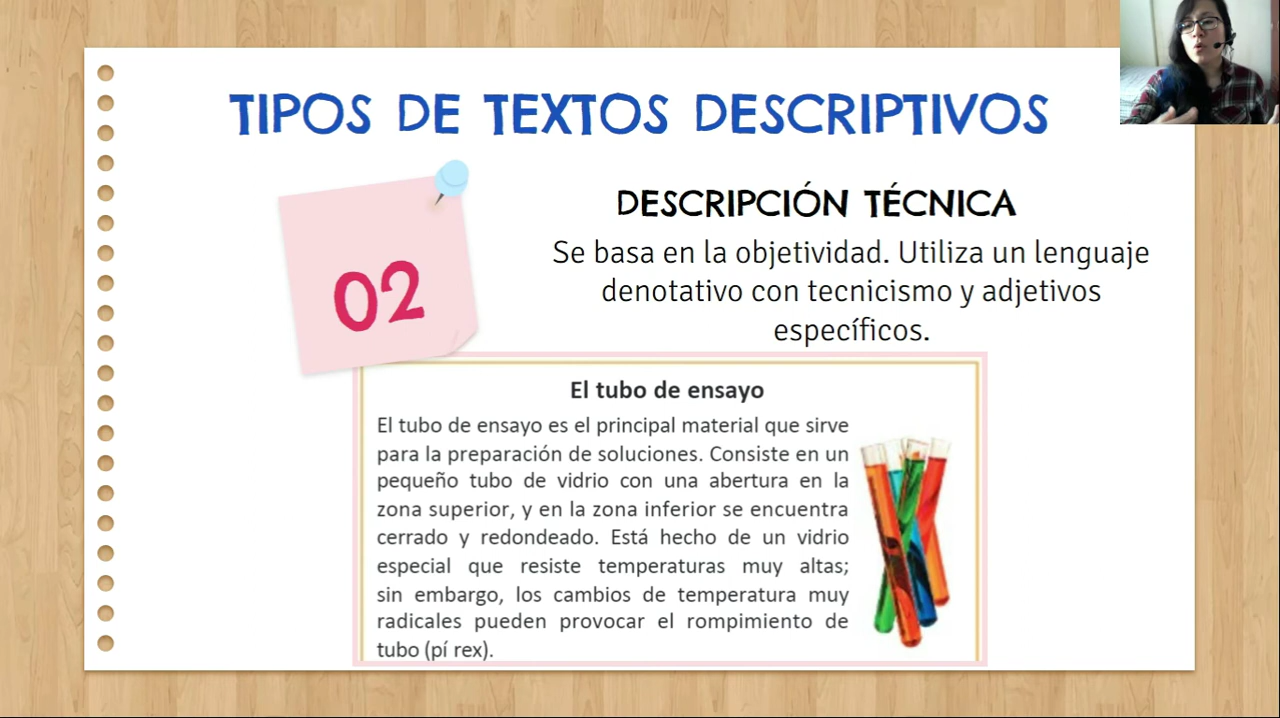 TIPOS DE TEXTOS DESCRIPTIVOS
02
DESCRIPCIÓN TÉCNICA
Se basa en la objetividad. Utiliza un lenguaje
denotativo con tecnicismo y adjetivos
específicos.
El tubo de ensayo
El tubo de ensayo es el principal material que sirve
para la preparación de soluciones. Consiste en un
pequeño tubo de vidrio con una abertura en la
zona superior, y en la zona inferior se encuentra
cerrado y redondeado. Está hecho de un vidrio
especial que resiste temperaturas muy altas;
sin embargo, los cambios de temperatura muy
radicales pueden provocar el rompimiento de
tubo (pí rex).